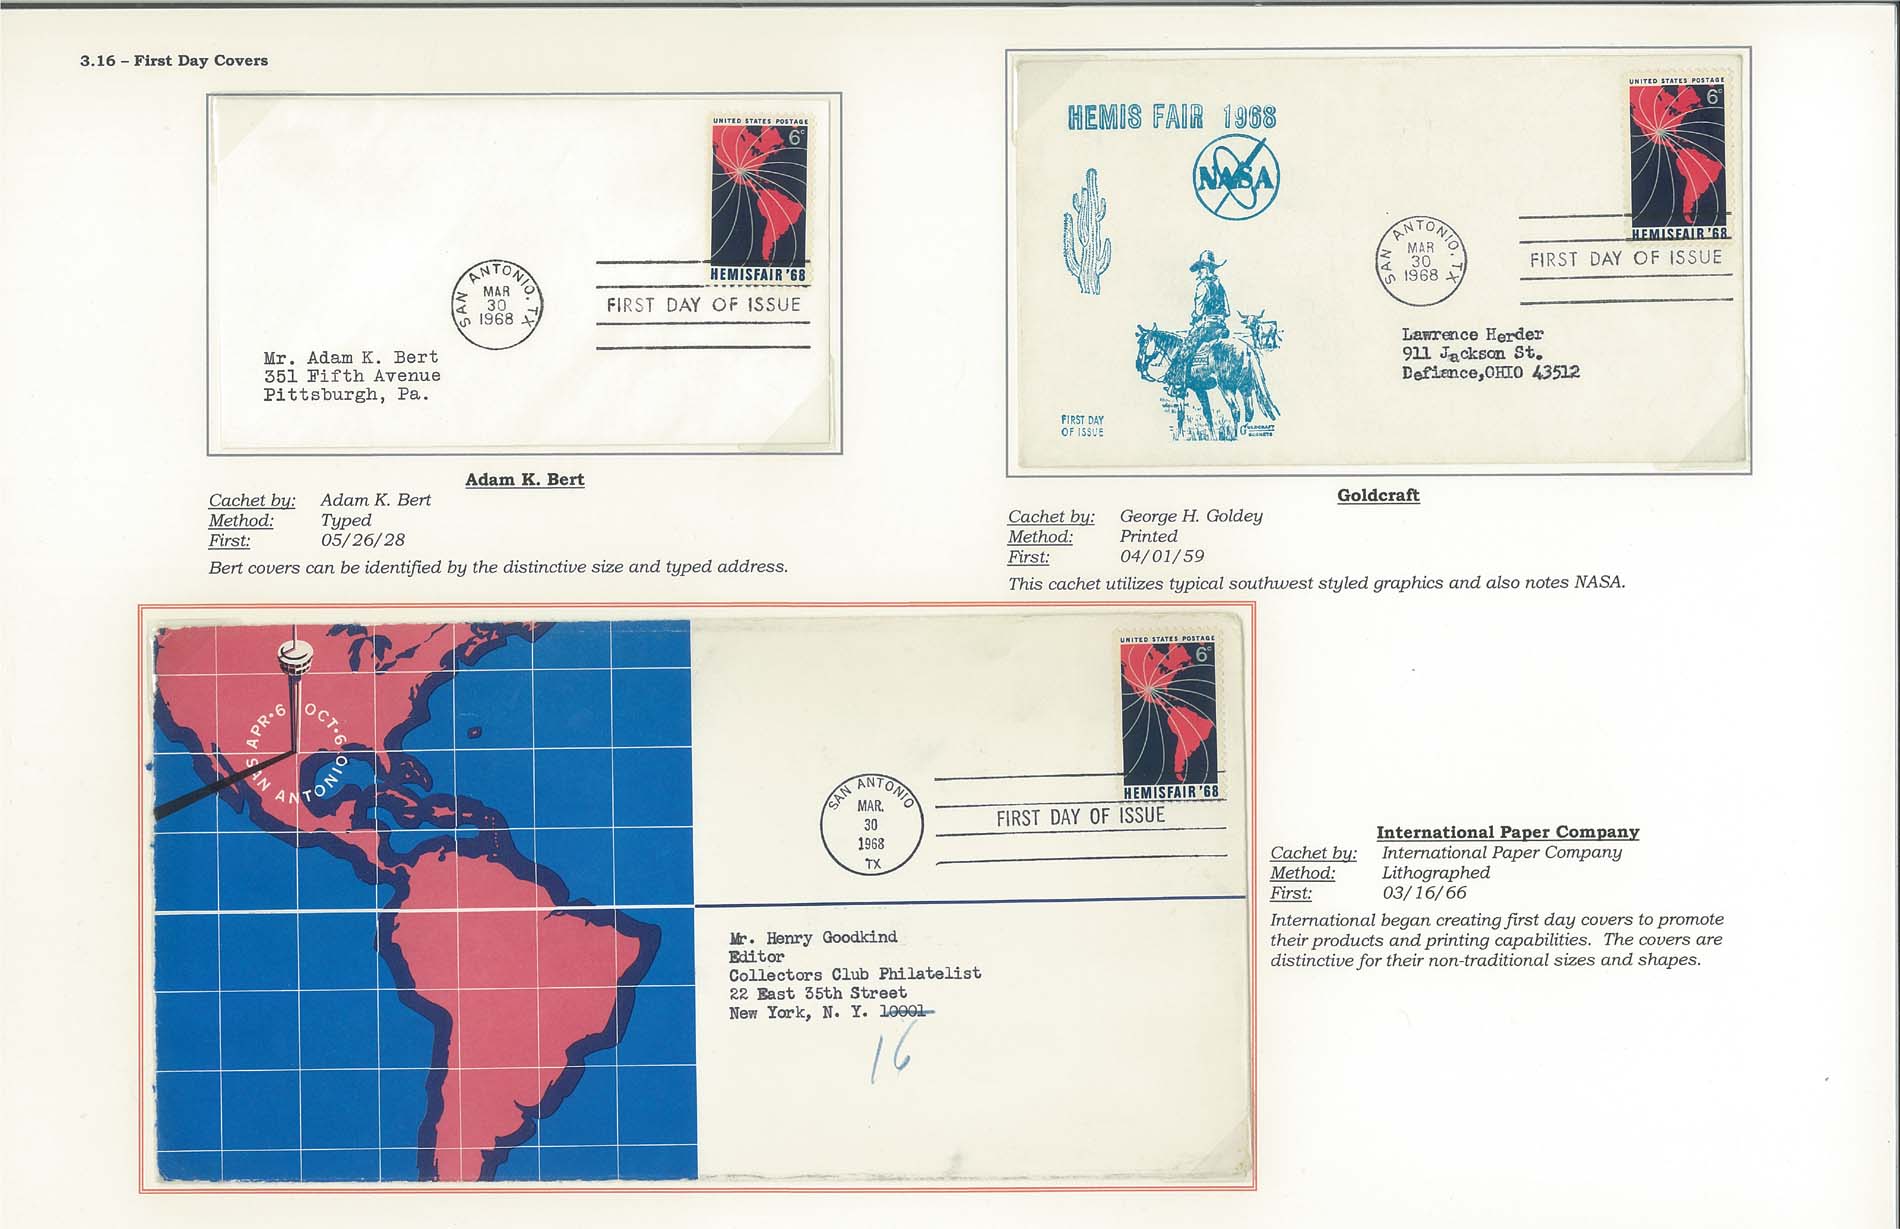 3.16 – First Day Covers
UNITED STATES POSTAGE
6c
HEMISFAIR '68
SAN ANTONIO, TX
MAR
30
1968
FIRST DAY OF ISSUE
Mr. Adam K. Bert
351 Fifth Avenue
Pittsburgh, Pa.
Adam K. Bert
Cachet by: Adam K. Bert
Method: Typed
First: 05/26/28
Bert covers can be identified by the distinctive size and typed address.
HEMIS FAIR 1968
NASA
UNITED STATES POSTAGE
6c
HEMISFAIR '68
SAN ANTONIO, TX
MAR
30
1968
FIRST DAY OF ISSUE
Lawrence Herder
911 Jackson St.
Defiance,OHIO 43512
FIRST DAY
OF ISSUE
GOLDCRAFT
Goldcraft
Cachet by: George H. Goldey
Method: Printed
First: 04/01/59
This cachet utilizes typical southwest styled graphics and also notes NASA.
APR•6 OCT•6
SAN ANTONIO
UNITED STATES POSTAGE
6c
HEMISFAIR '68
SAN ANTONIO
MAR.
30
1968
TX
FIRST DAY OF ISSUE
Mr. Henry Goodkind
Editor
Collectors Club Philatelist
22 East 35th Street
New York, N. Y. 10001
16
International Paper Company
Cachet by: International Paper Company
Method: Lithographed
First: 03/16/66
International began creating first day covers to promote
their products and printing capabilities. The covers are
distinctive for their non-traditional sizes and shapes.